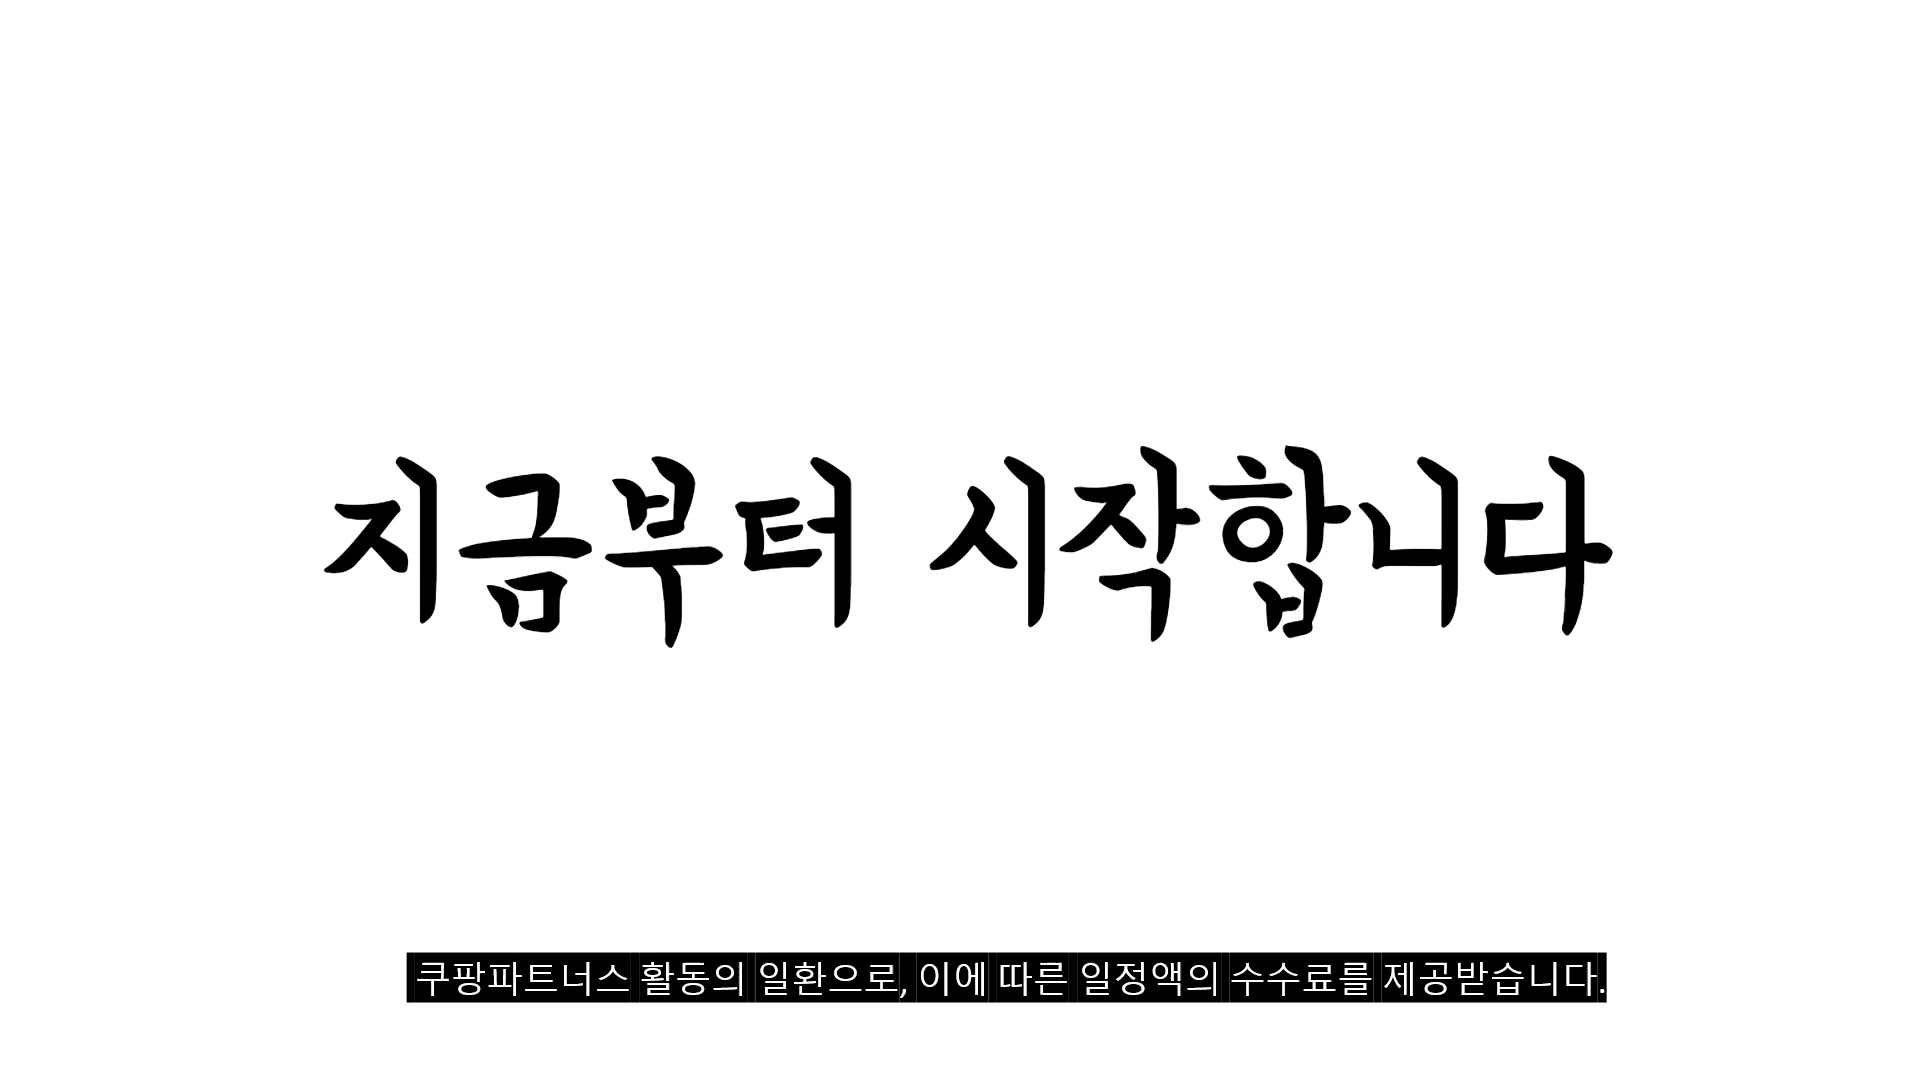 지금부터 시작합니다
쿠팡파트너스 활동의 일환으로, 이에 따른 일정액의 수수료를 제공받습니다.